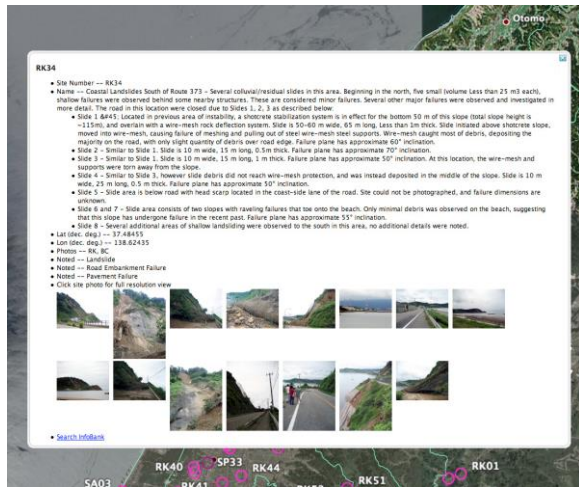 Otomo
RK34
• Site Number -- RK34
• Name -- Coastal Landslides South of Route 373 - Several colluvial/residual slides in this area. Beginning in the north, five small (volume Less than 25 m3 each),
shallow failures were observed behind some nearby structures. These are considered minor failures. Several other major failures were observed and investigated in
more detail. The road in this location were closed due to Slides 1, 2, 3 as described below:
• Slide 1 &#45; Located in previous area of instability, a shotcrete stabilization system is in effect for the bottom 50 m of this slope (total slope height is
~115m), and overlain with a wire-mesh rock deflection system. Slide is 50-60 m wide, 65 m long, Less than 1m thick. Slide initiated above shotcrete slope,
moved into wire-mesh, causing failure of meshing and pulling out of steel wire-mesh steel supports. Wire-mesh caught most of debris, depositing the
majority on the road, with only slight quantity of debris over road edge. Failure plane has approximate 60° inclination.
• Slide 2 - Similar to Slide 1. Slide is 10 m wide, 15 m long, 0.5m thick. Failure plane has approximate 70° inclination.
• Slide 3 - Similar to Slide 1. Slide is 10 m wide, 15 m long, 1 m thick. Failure plane has approximate 50° inclination. At this location, the wire-mesh and
supports were torn away from the slope.
• Slide 4 - Similar to Slide 3, however slide debris did not reach wire-mesh protection, and was instead deposited in the middle of the slope. Slide is 10 m
wide, 25 m long, 0.5 m thick. Failure plane has approximate 50° inclination.
• Slide 5 - Slide area is below road with head scarp located in the coast-side lane of the road. Site could not be photographed, and failure dimensions are
unknown.
• Slide 6 and 7 - Slide area consists of two slopes with raveling failures that toe onto the beach. Only minimal debris was observed on the beach, suggesting
that this slope has undergone failure in the recent past. Failure plane has approximate 55° inclination.
• Slide 8 - Several additional areas of shallow landsliding were observed to the south in this area, no additional details were noted.
• Lat (dec. deg.) -- 37.48455
• Lon (dec. deg.) -- 138.62435
• Photos -- RK, BC
• Noted -- Landslide
• Noted -- Road Embankment Failure
• Noted -- Pavement Failure
• Click site photo for full resolution view
• Search InfoBank
SP33
RK40
RK44
RK01
RK51
SA03
RK41